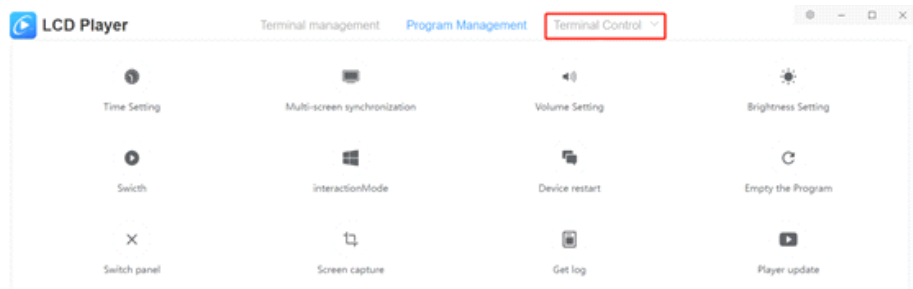 LCD Player Terminal management Program Management Terminal Control
Time Setting Multi-screen synchronization Volume Setting Brightness Setting
Swicth interactionMode Device restart Empty the Program
Switch panel Screen capture Get log Player update